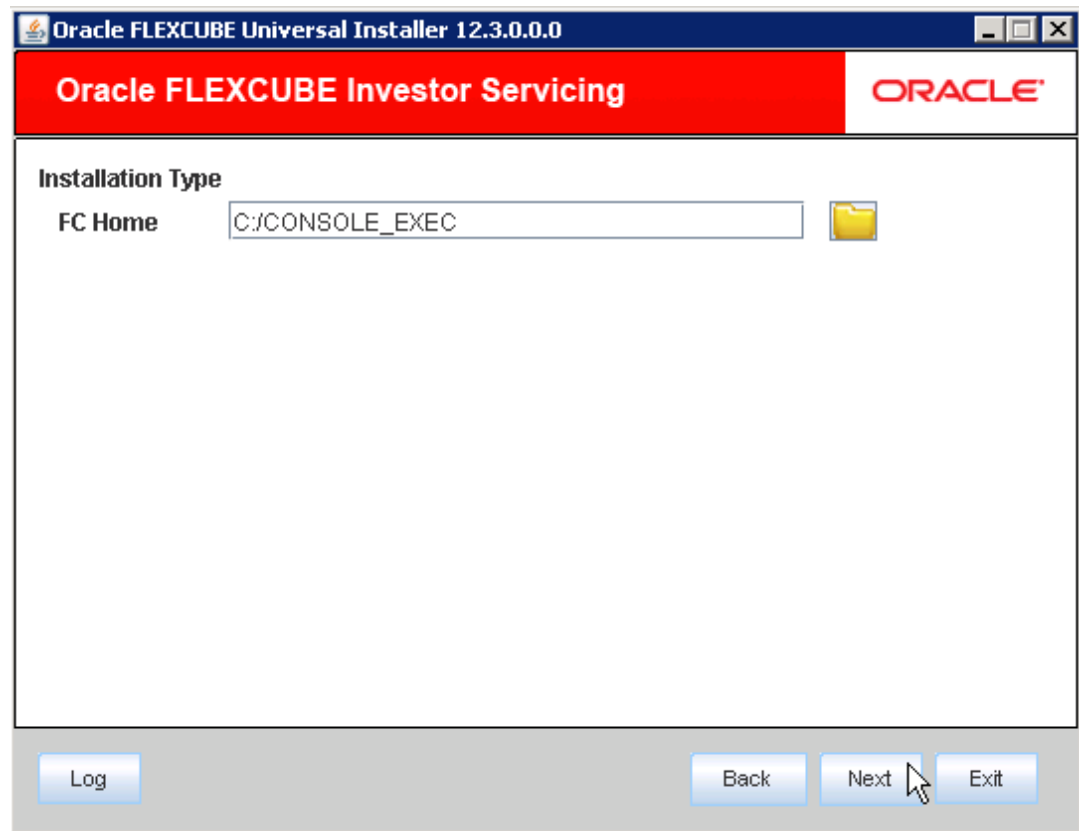 Oracle FLEXCUBE Universal Installer 12.3.0.0.0
Oracle FLEXCUBE Investor Servicing
ORACLE
Installation Type
FC Home C:/CONSOLE_EXEC
Log Back Next Exit